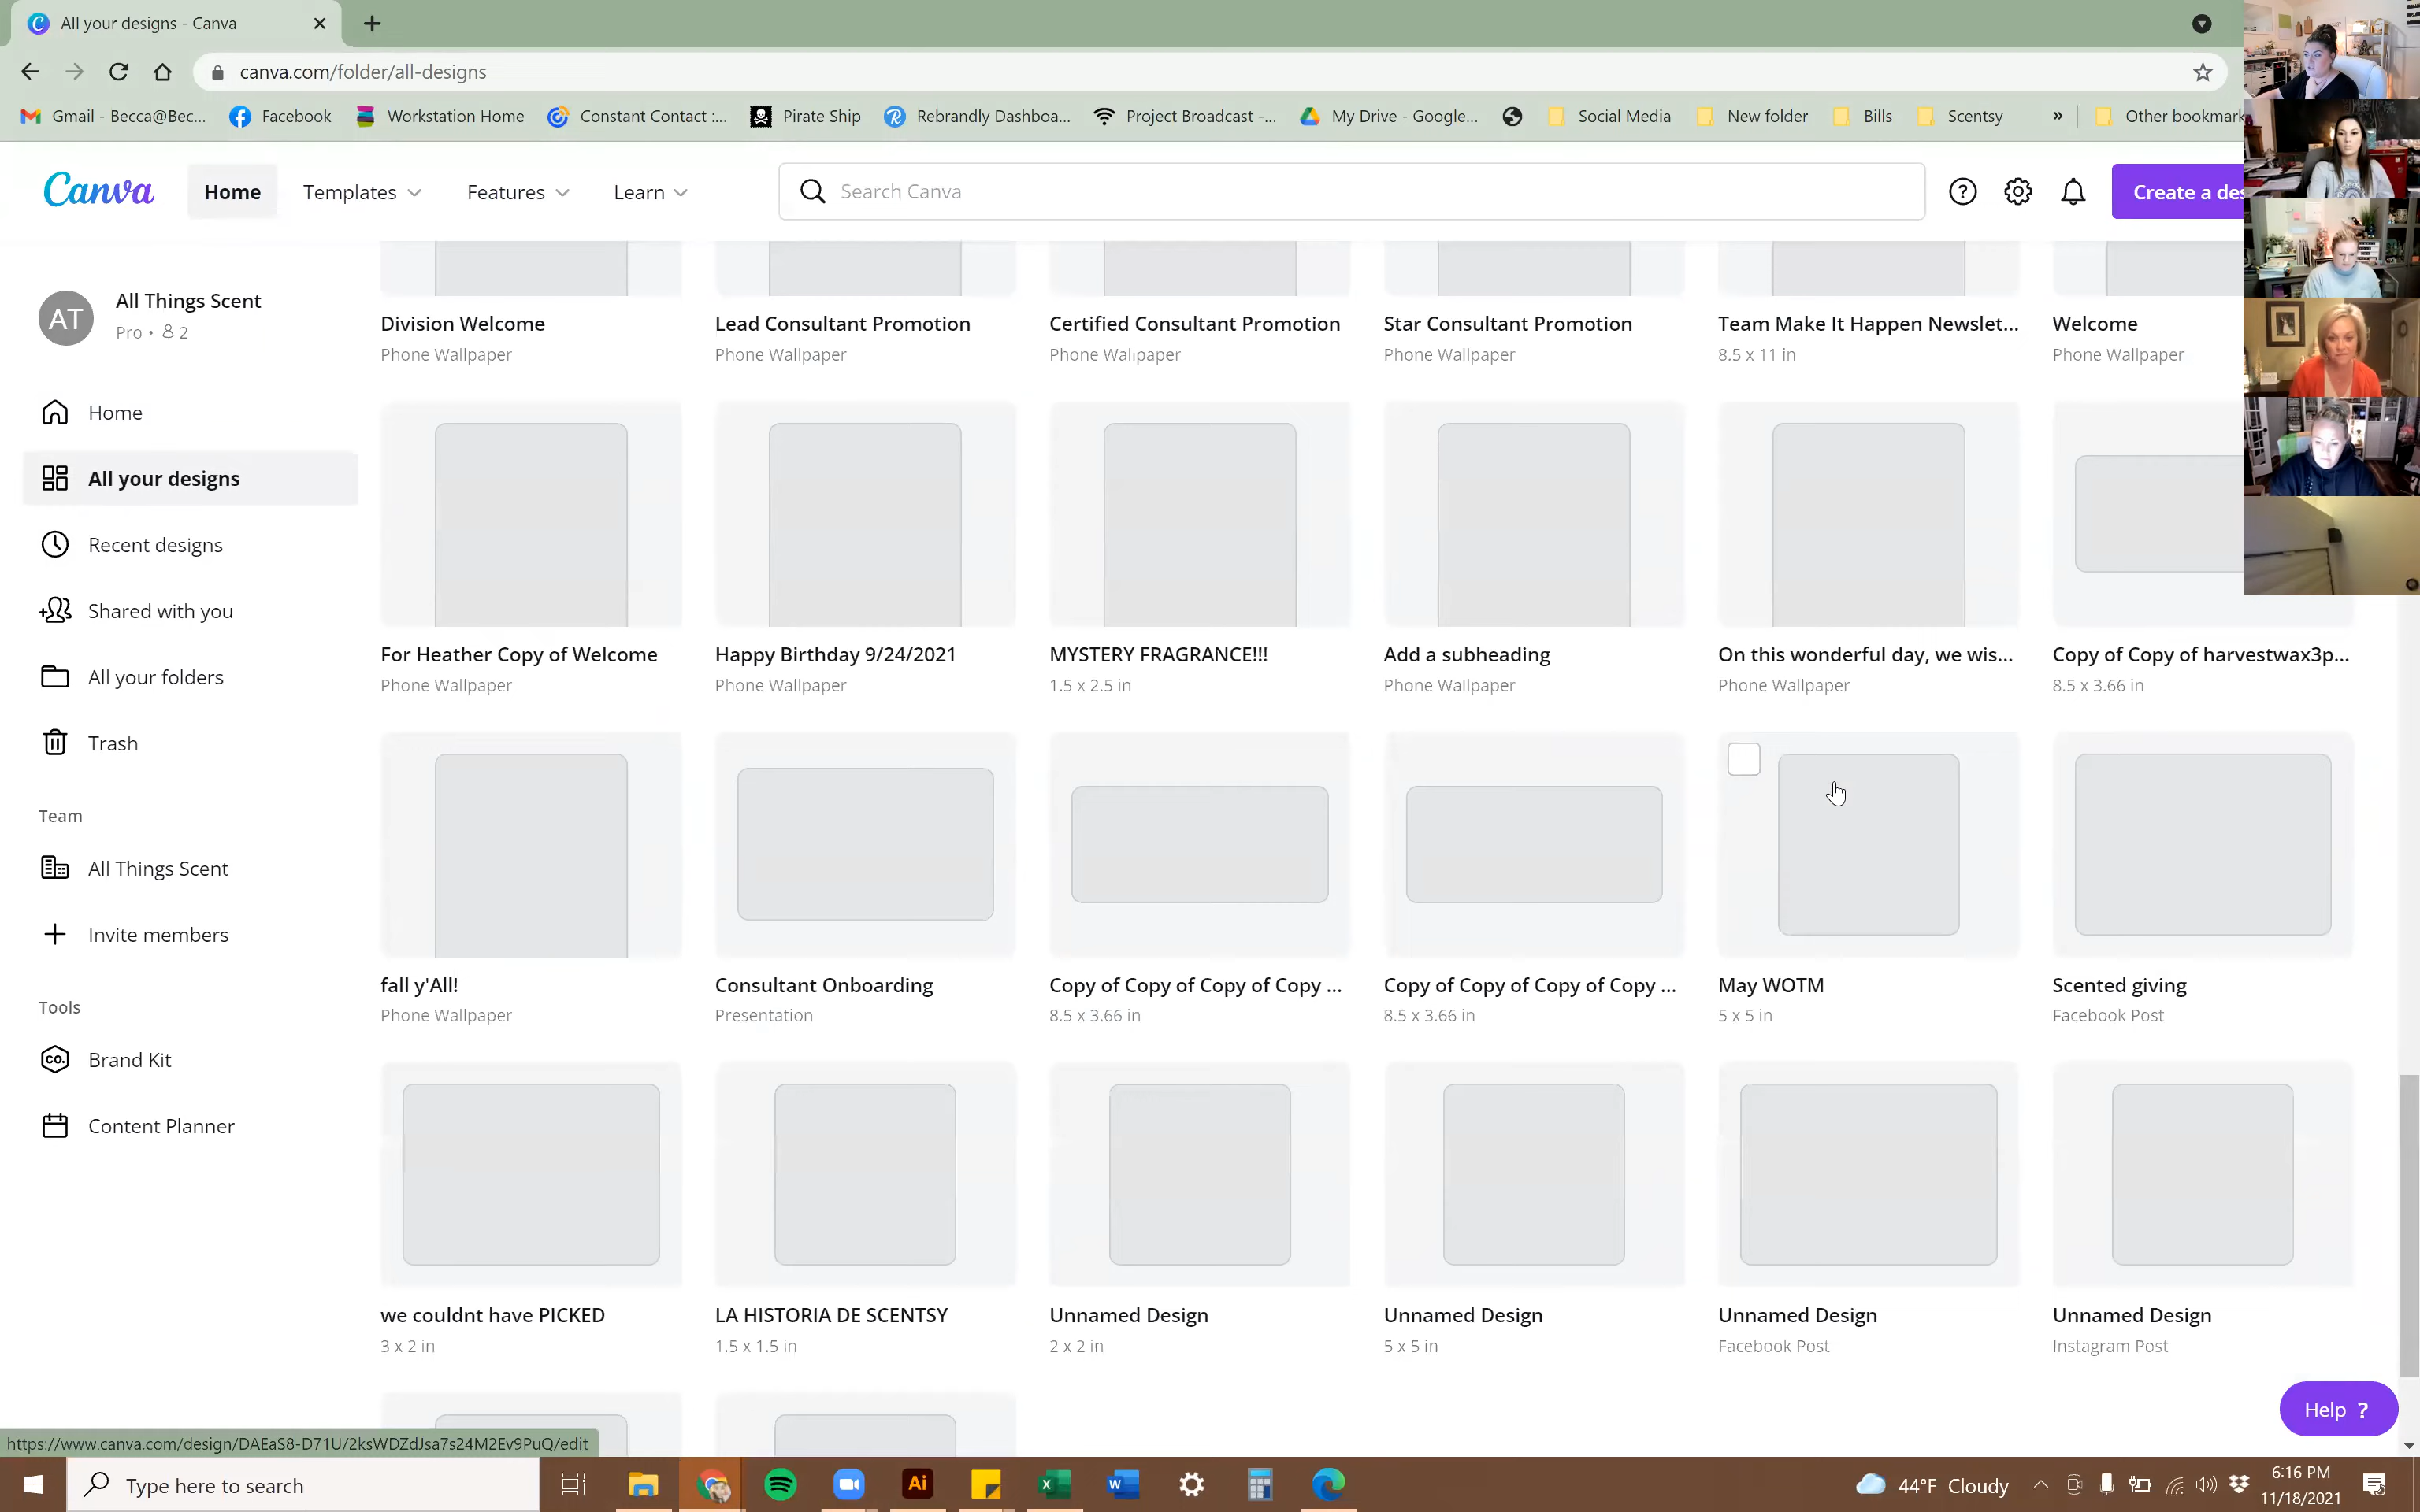 All your designs - Canva
canva.com/folder/all-designs
Gmail - Becca@Bec...
Facebook
Workstation Home
Constant Contact :...
Pirate Ship
Rebrandly Dashboa...
Project Broadcast -...
My Drive - Google...
Social Media
New folder
Bills
Scentsy
»
Other bookmark
Canva
Home
Templates
Features
Learn
Search Canva
Create a des
AT
All Things Scent
Pro • 2
Home
All your designs
Recent designs
Shared with you
All your folders
Trash
Team
All Things Scent
Invite members
Tools
Brand Kit
Content Planner
Division Welcome
Phone Wallpaper
Lead Consultant Promotion
Phone Wallpaper
Certified Consultant Promotion
Phone Wallpaper
Star Consultant Promotion
Phone Wallpaper
Team Make It Happen Newslet...
8.5 x 11 in
Welcome
Phone Wallpaper
For Heather Copy of Welcome
Phone Wallpaper
Happy Birthday 9/24/2021
Phone Wallpaper
MYSTERY FRAGRANCE!!!
1.5 x 2.5 in
Add a subheading
Phone Wallpaper
On this wonderful day, we wis...
Phone Wallpaper
Copy of Copy of harvestwax3p...
8.5 x 3.66 in
fall y'All!
Phone Wallpaper
Consultant Onboarding
Presentation
Copy of Copy of Copy of Copy ...
8.5 x 3.66 in
Copy of Copy of Copy of Copy ...
8.5 x 3.66 in
May WOTM
5 x 5 in
Scented giving
Facebook Post
we couldnt have PICKED
3 x 2 in
LA HISTORIA DE SCENTSY
1.5 x 1.5 in
Unnamed Design
2 x 2 in
Unnamed Design
5 x 5 in
Unnamed Design
Facebook Post
Unnamed Design
Instagram Post
Help ?
https://www.canva.com/design/DAEaS8-D71U/2ksWDZdJsa7s24M2Ev9PuQ/edit
Type here to search
44°F Cloudy
6:16 PM
11/18/2021